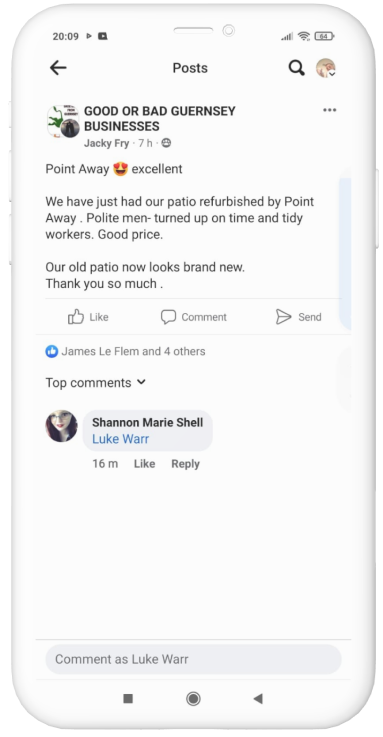 20:09
64
Posts
GOOD OR BAD GUERNSEY
BUSINESSES
Jacky Fry · 7 h ·
Point Away 😍 excellent
We have just had our patio refurbished by Point
Away . Polite men- turned up on time and tidy
workers. Good price.
Our old patio now looks brand new.
Thank you so much .
Like Comment Send
James Le Flem and 4 others
Top comments
Shannon Marie Shell
Luke Warr
16 m Like Reply
Comment as Luke Warr